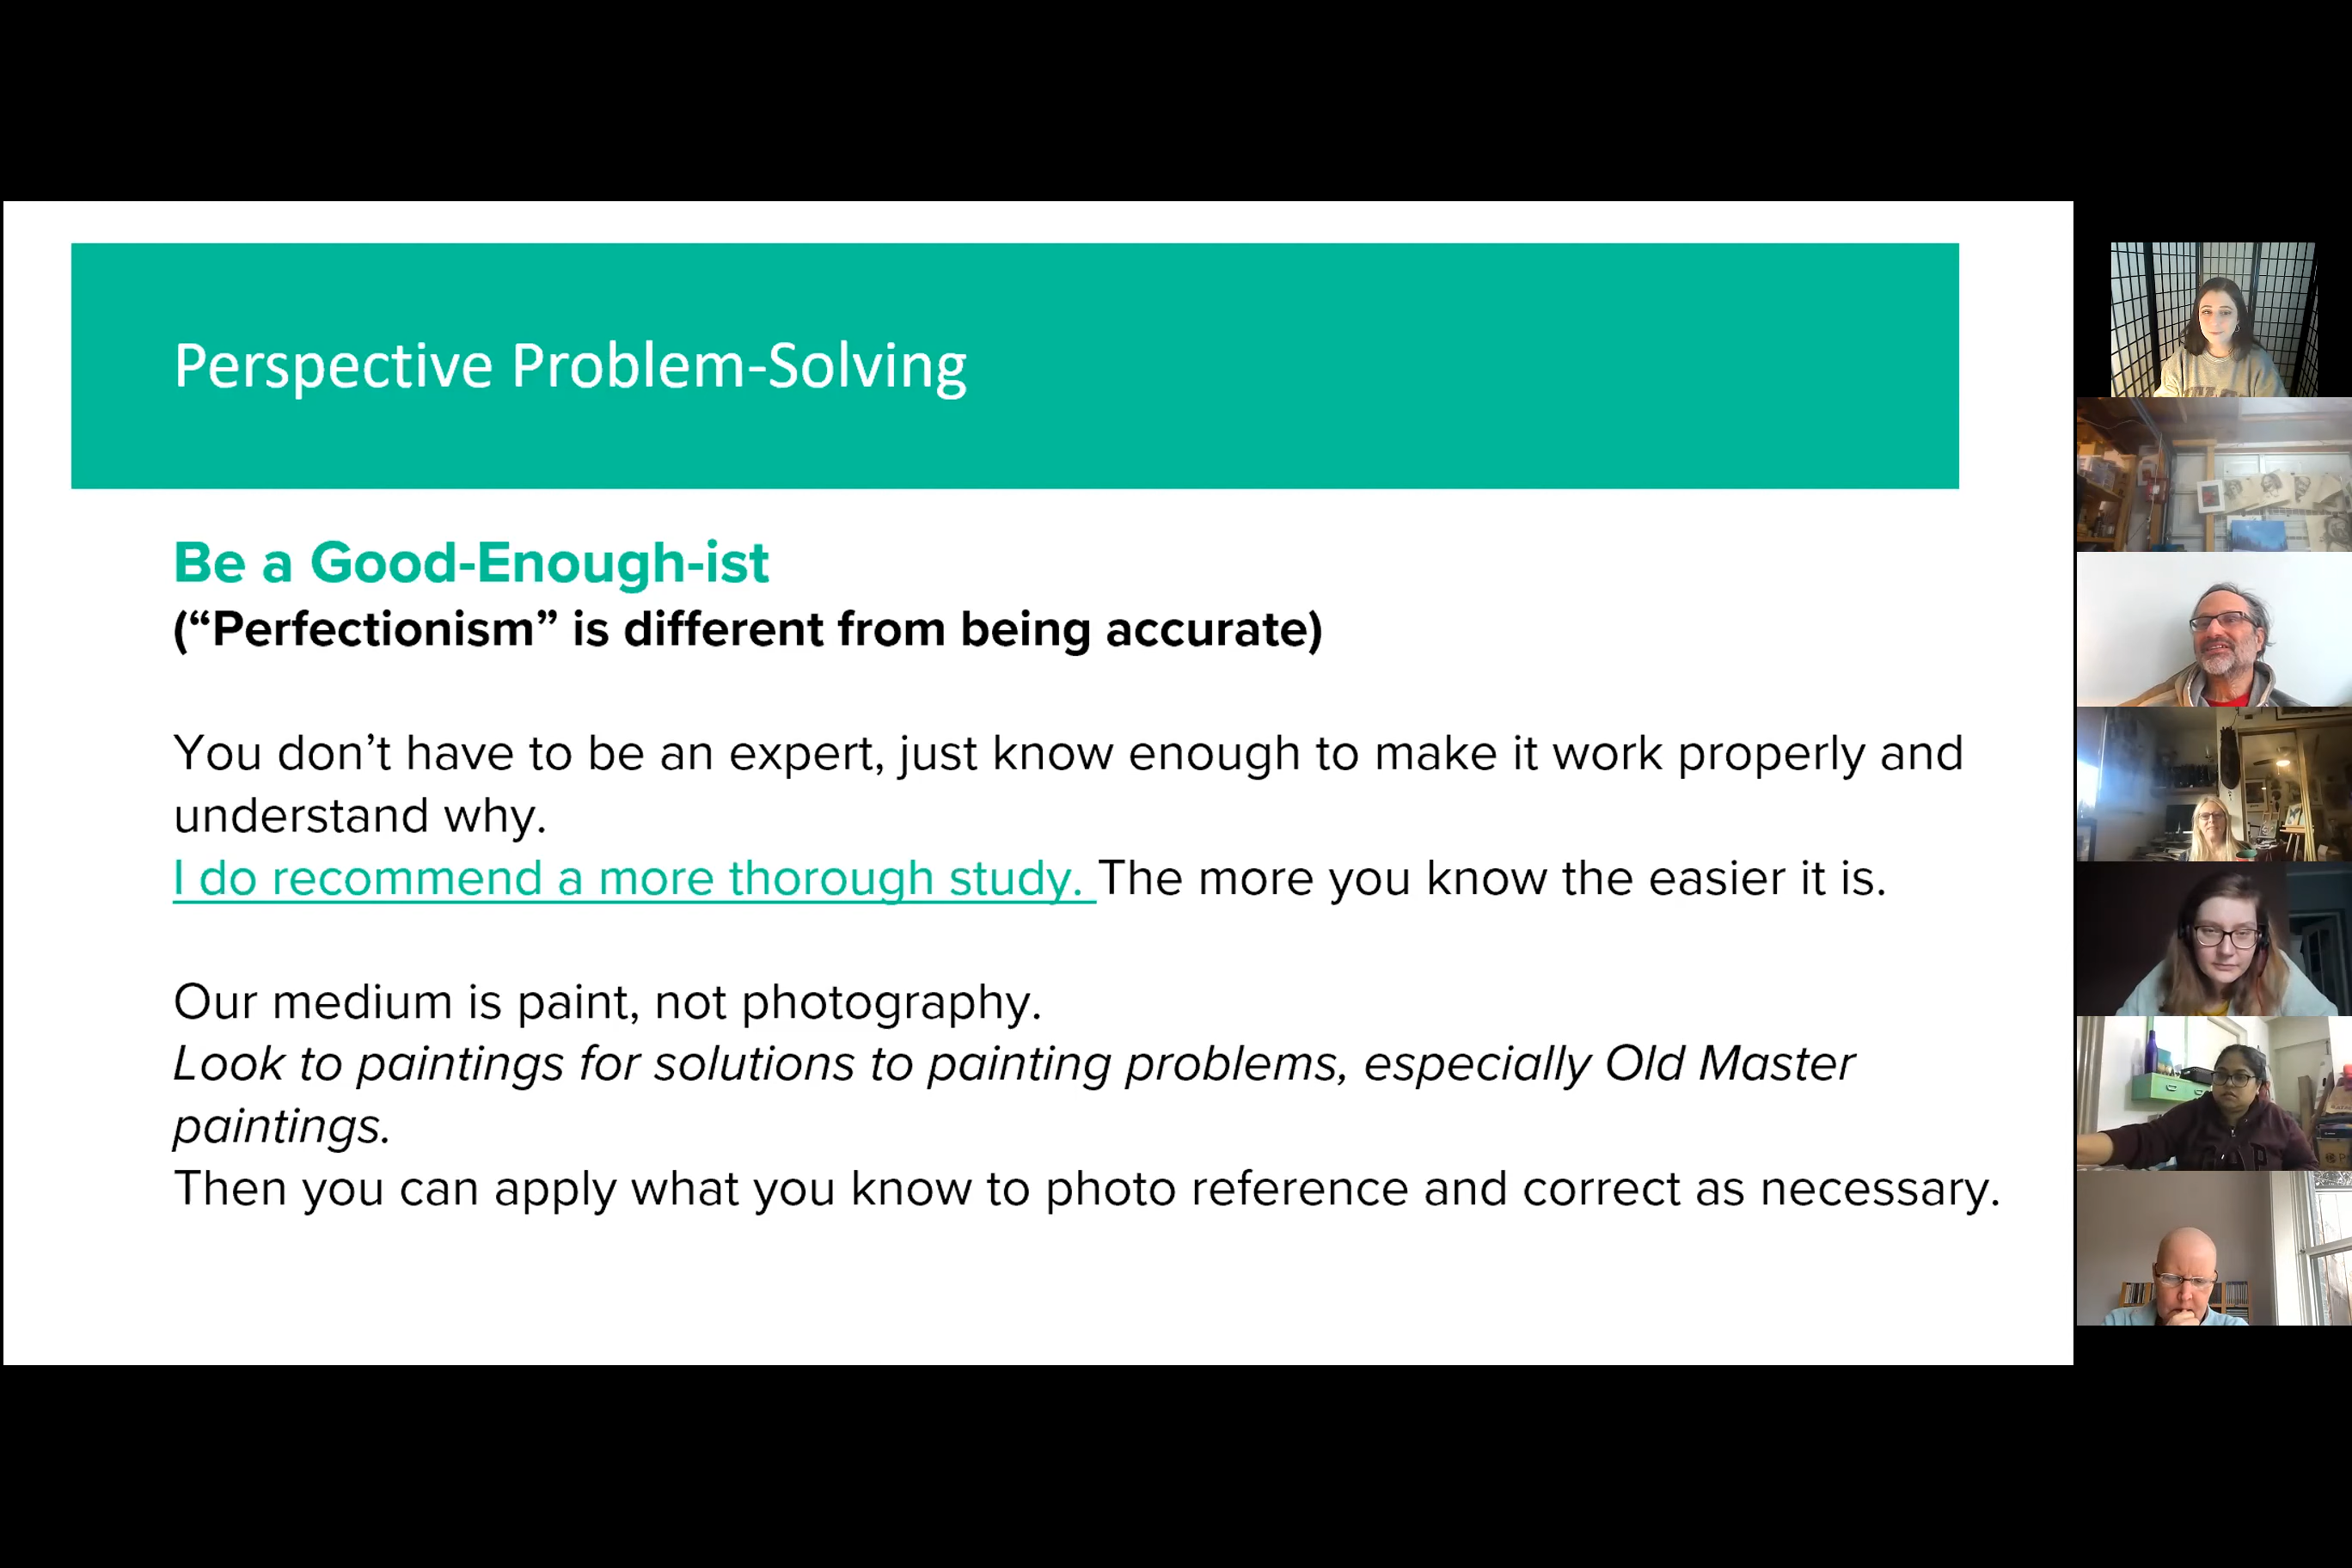 Perspective Problem-Solving
Be a Good-Enough-ist
(“Perfectionism” is different from being accurate)
You don’t have to be an expert, just know enough to make it work properly and
understand why.
I do recommend a more thorough study. The more you know the easier it is.
Our medium is paint, not photography.
Look to paintings for solutions to painting problems, especially Old Master
paintings.
Then you can apply what you know to photo reference and correct as necessary.